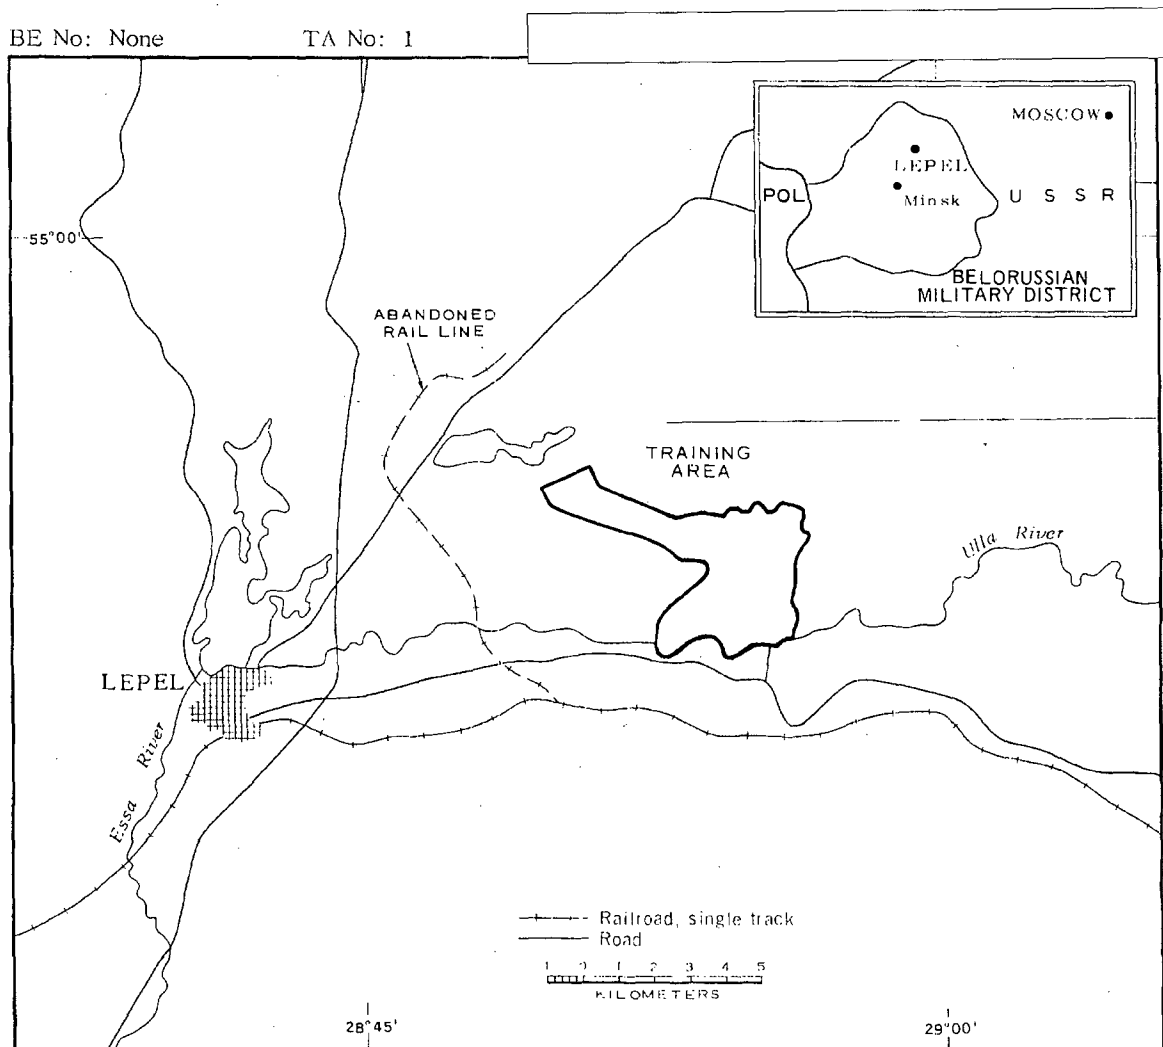 BE No: None TA No: 1
MOSCOW
LEPEL
POL
Minsk
U S S R
BELORUSSIAN
MILITARY DISTRICT
55°00'
ABANDONED
RAIL LINE
TRAINING
AREA
Ulla River
LEPEL
Essa River
Railroad, single track
Road
1 0 1 2 3 4 5
KILOMETERS
28°45'
29°00'